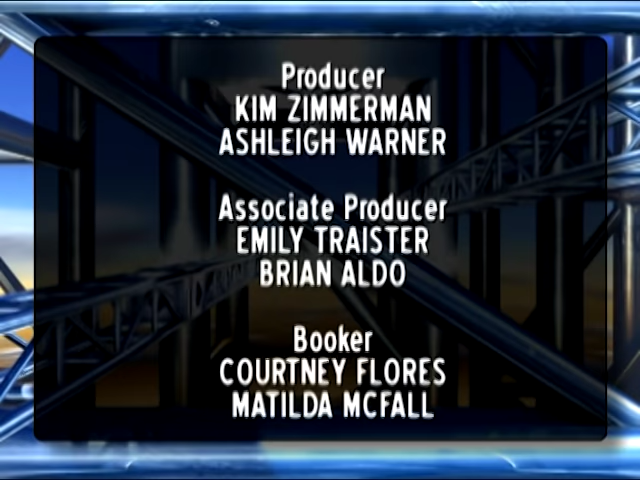 Producer
KIM ZIMMERMAN
ASHLEIGH WARNER
Associate Producer
EMILY TRAISTER
BRIAN ALDO
Booker
COURTNEY FLORES
MATILDA MCFALL